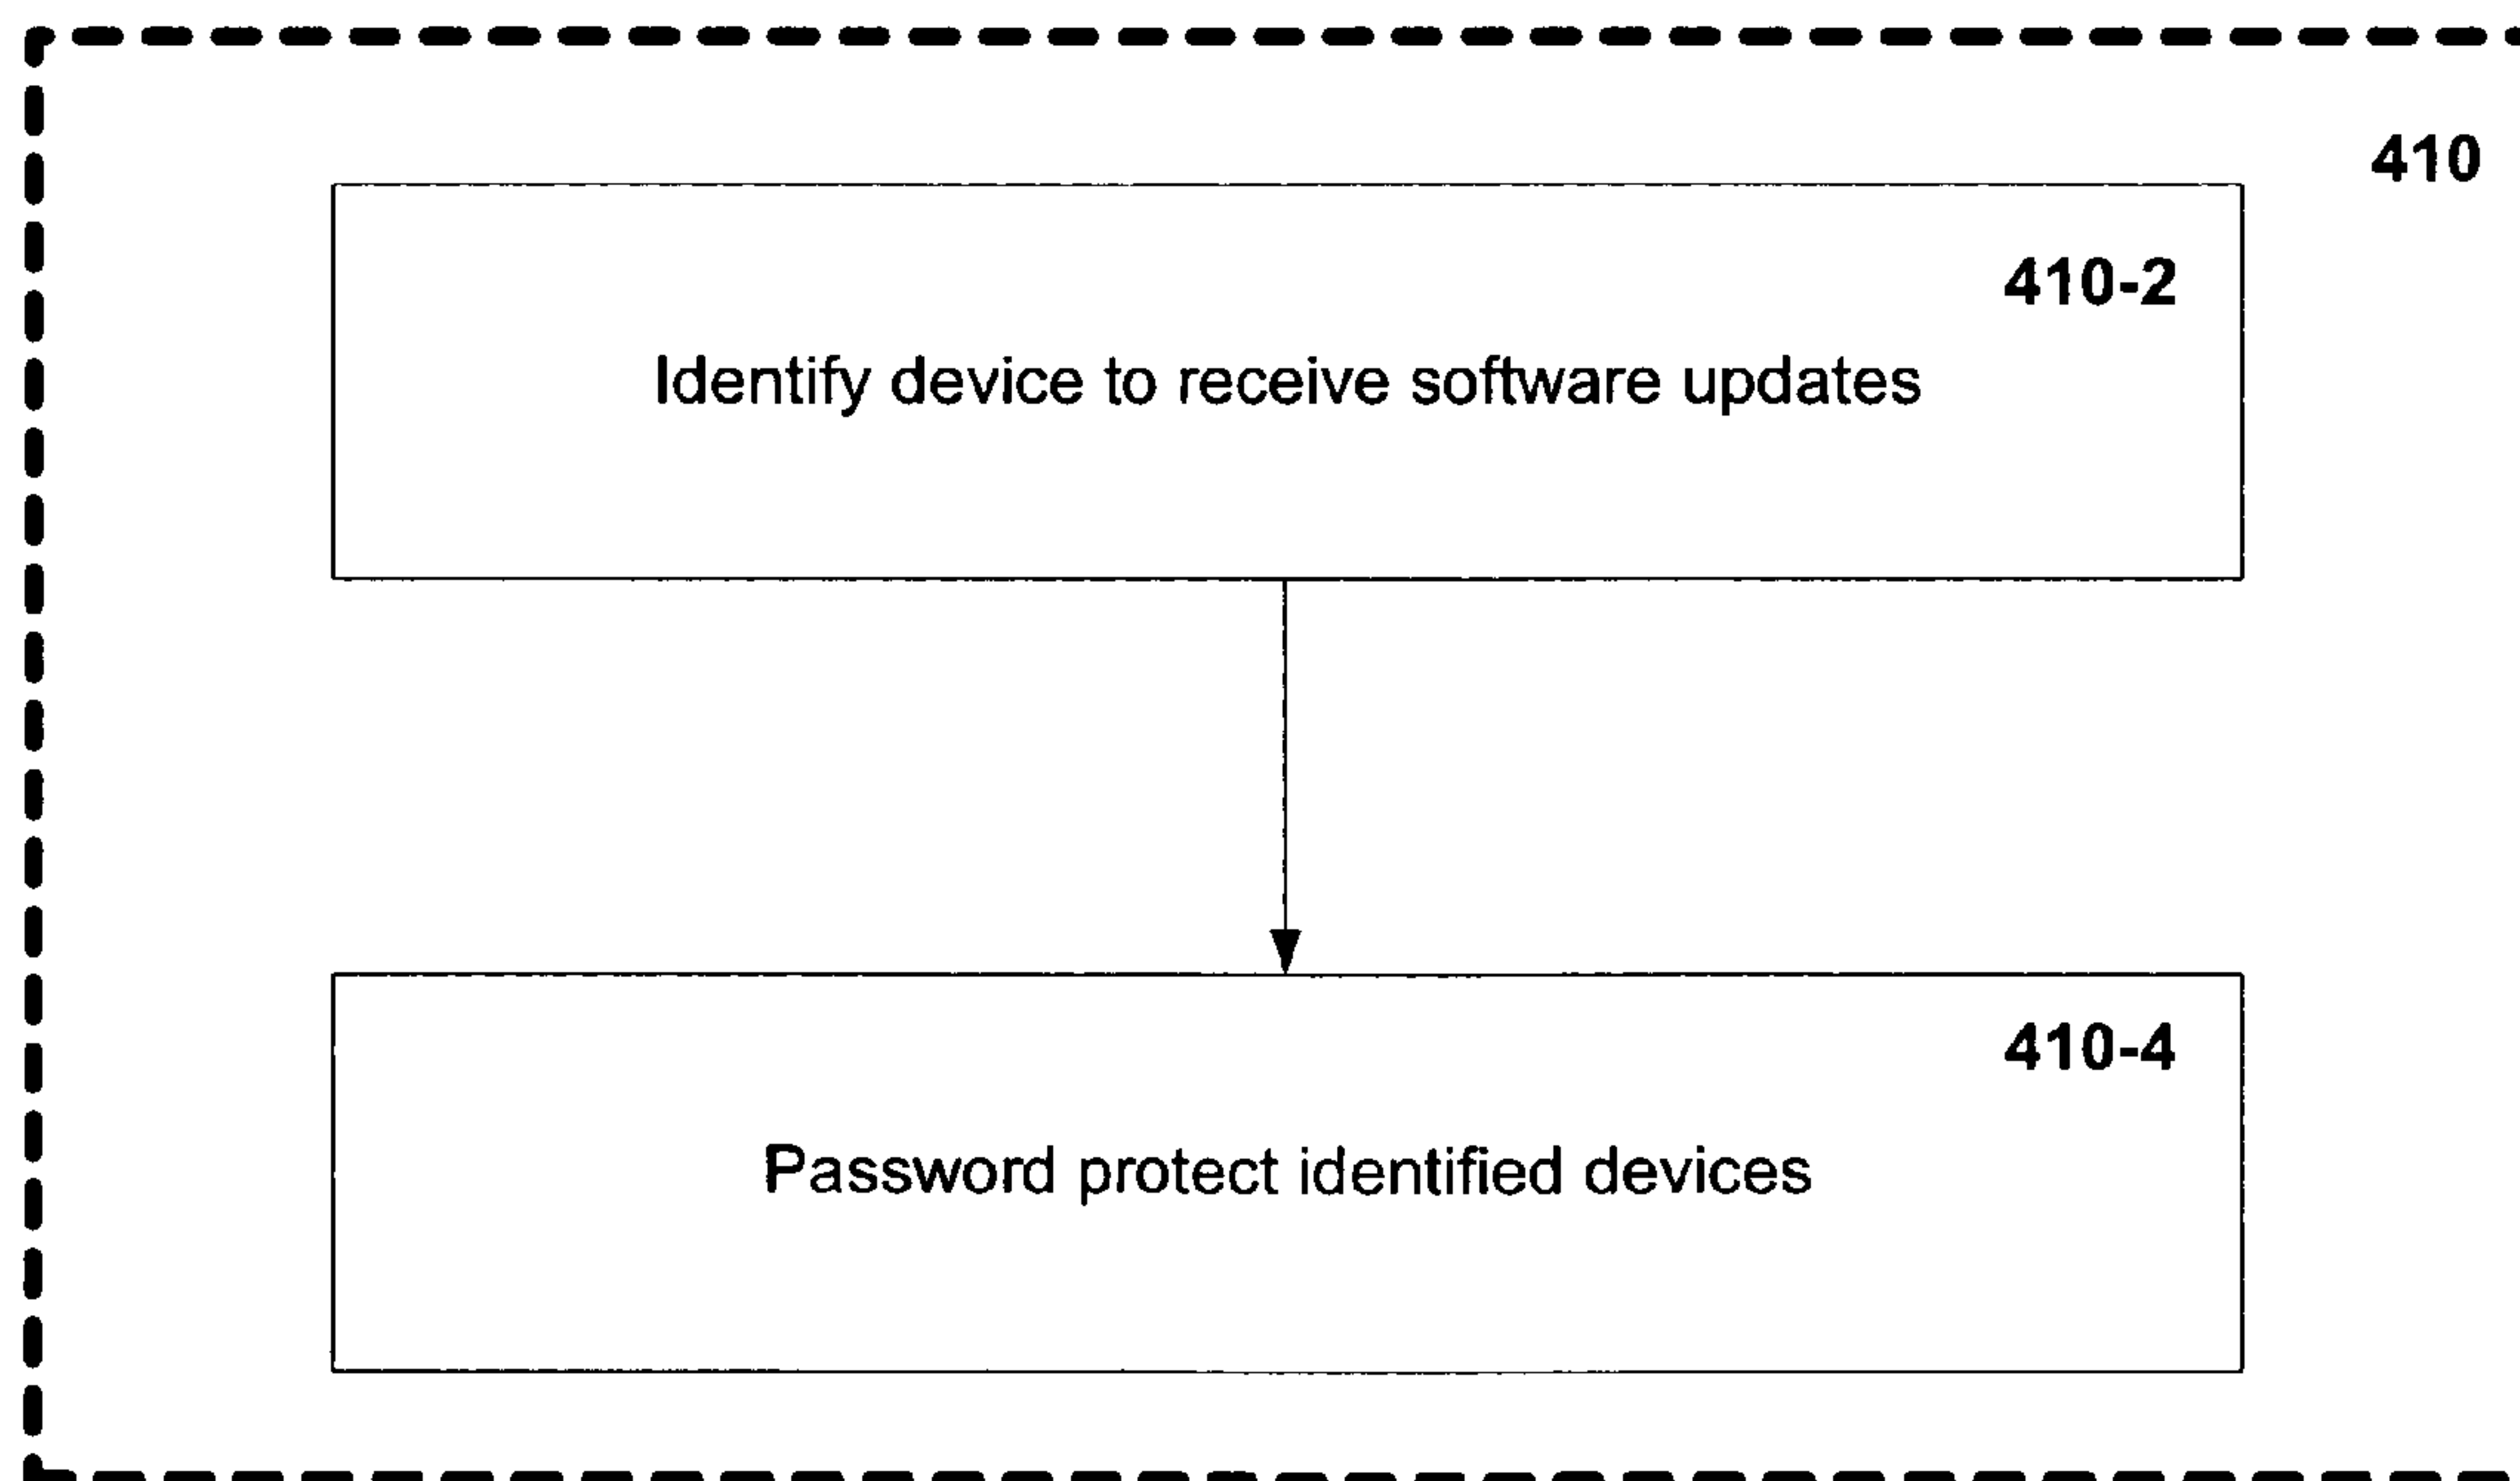 410
410-2
Identify device to receive software updates
410-4
Password protect identified devices